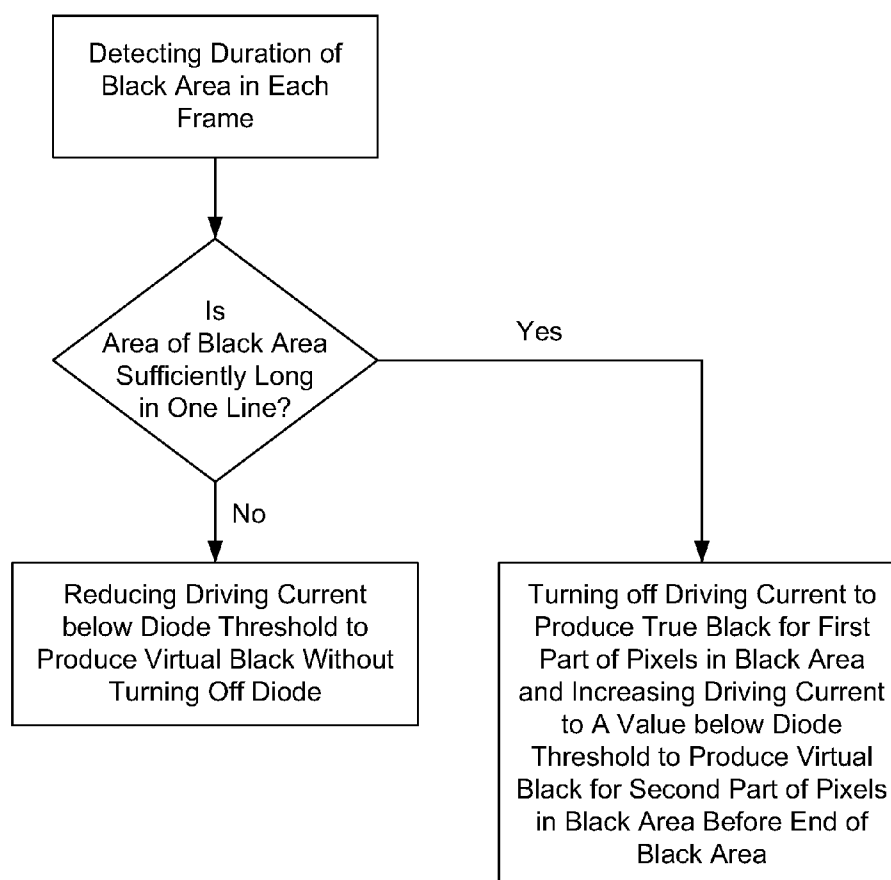 Detecting Duration of
Black Area in Each
Frame
Is
Area of Black Area
Sufficiently Long
in One Line?
Yes
No
Reducing Driving Current
below Diode Threshold to
Produce Virtual Black Without
Turning Off Diode
Turning off Driving Current to
Produce True Black for First
Part of Pixels in Black Area
and Increasing Driving Current
to A Value below Diode
Threshold to Produce Virtual
Black for Second Part of Pixels
in Black Area Before End of
Black Area